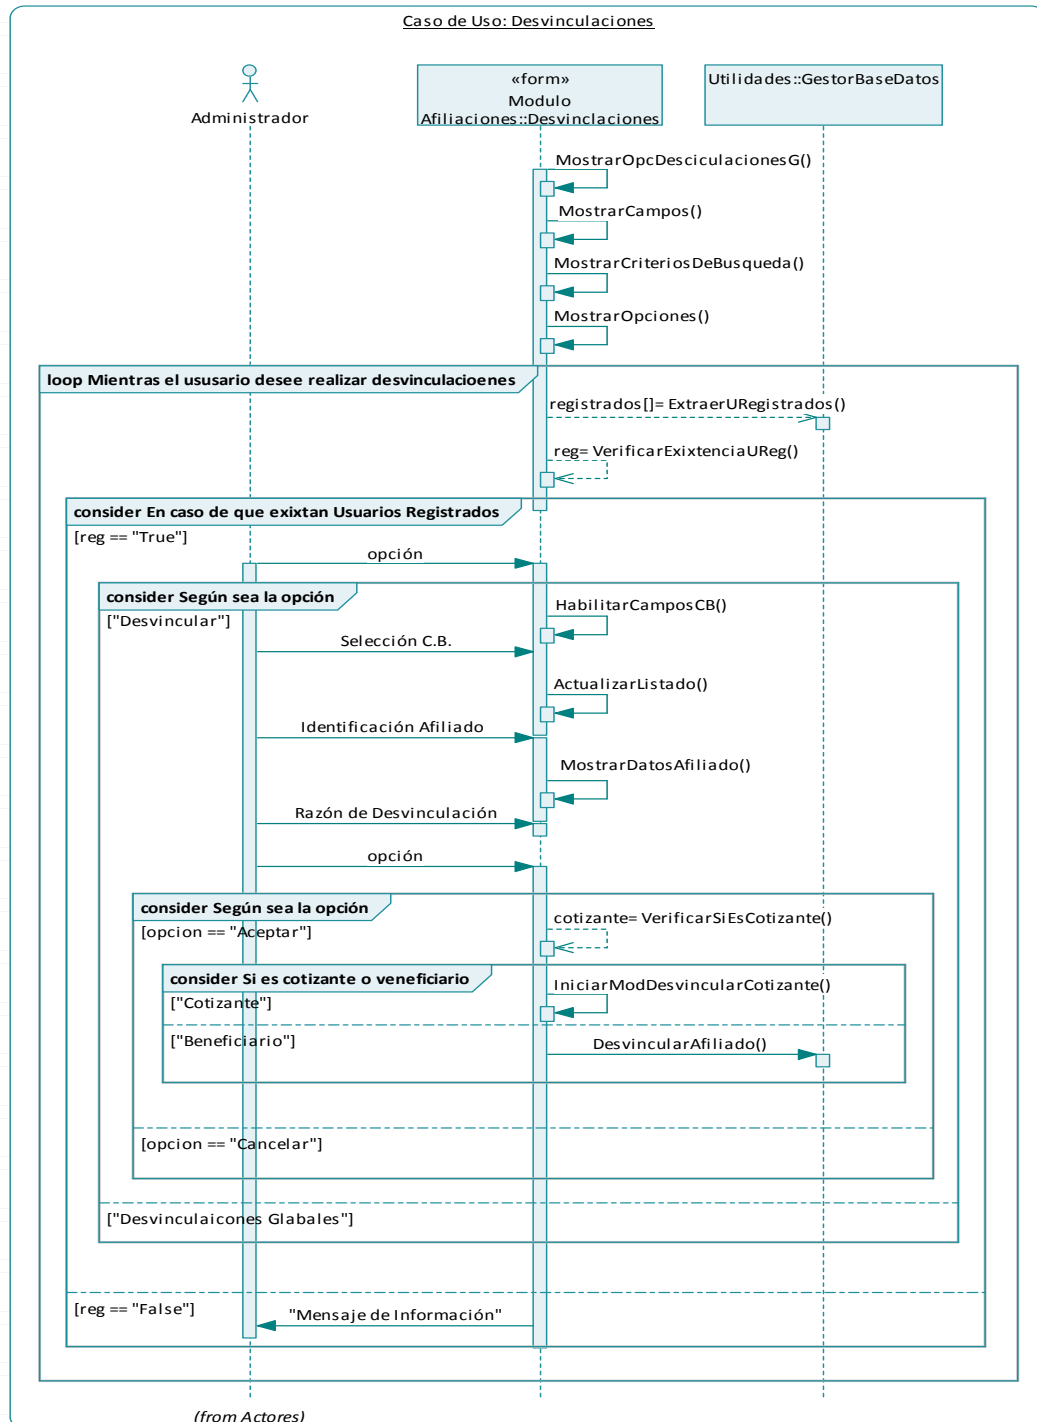 Caso de Uso: Desvinculaciones
Administrador
«form»
Modulo
Afiliaciones::Desvinclaciones
Utilidades::GestorBaseDatos
MostrarOpcDesciculacionesG()
MostrarCampos()
MostrarCriteriosDeBusqueda()
MostrarOpciones()
loop Mientras el ususario desee realizar desvinculacioenes
registrados[]= ExtraerURegistrados()
reg= VerificarExixtenciaUReg()
consider En caso de que exixtan Usuarios Registrados
[reg == "True"]
opción
consider Según sea la opción
["Desvincular"]
HabilitarCamposCB()
Selección C.B.
ActualizarListado()
Identificación Afiliado
MostrarDatosAfiliado()
Razón de Desvinculación
opción
consider Según sea la opción
[opcion == "Aceptar"]
cotizante= VerificarSiEsCotizante()
consider Si es cotizante o veneficiario
["Cotizante"]
IniciarModDesvincularCotizante()
["Beneficiario"]
DesvincularAfiliado()
[opcion == "Cancelar"]
["Desvinculaicones Glabales"]
[reg == "False"]
"Mensaje de Información"
(from Actores)